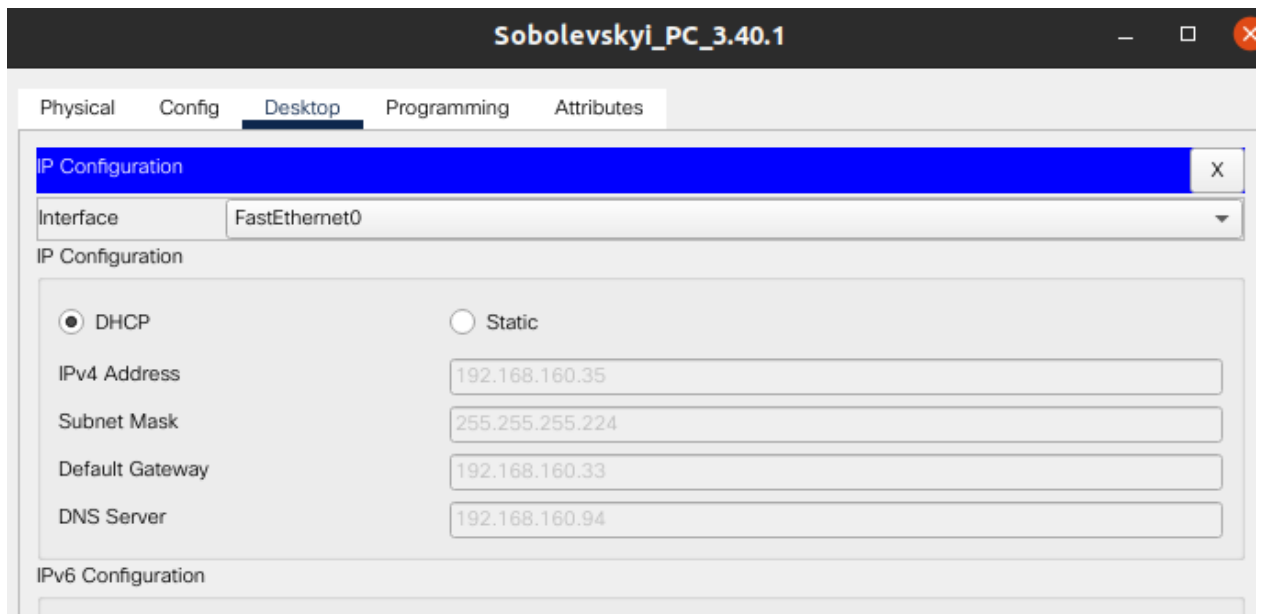 Sobolevskyi_PC_3.40.1
Physical Config Desktop Programming Attributes
IP Configuration X
Interface FastEthernet0
IP Configuration
DHCP Static
IPv4 Address 192.168.160.35
Subnet Mask 255.255.255.224
Default Gateway 192.168.160.33
DNS Server 192.168.160.94
IPv6 Configuration